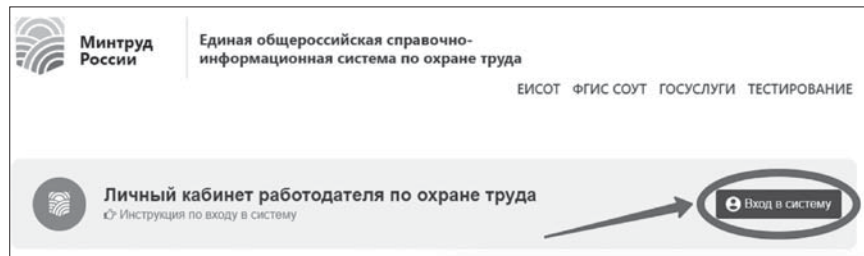 Минтруд
России
Единая общероссийская справочно-
информационная система по охране труда
ЕИСОТ ФГИС СОУТ ГОСУСЛУГИ ТЕСТИРОВАНИЕ
Личный кабинет работодателя по охране труда
Инструкция по входу в систему
Вход в систему